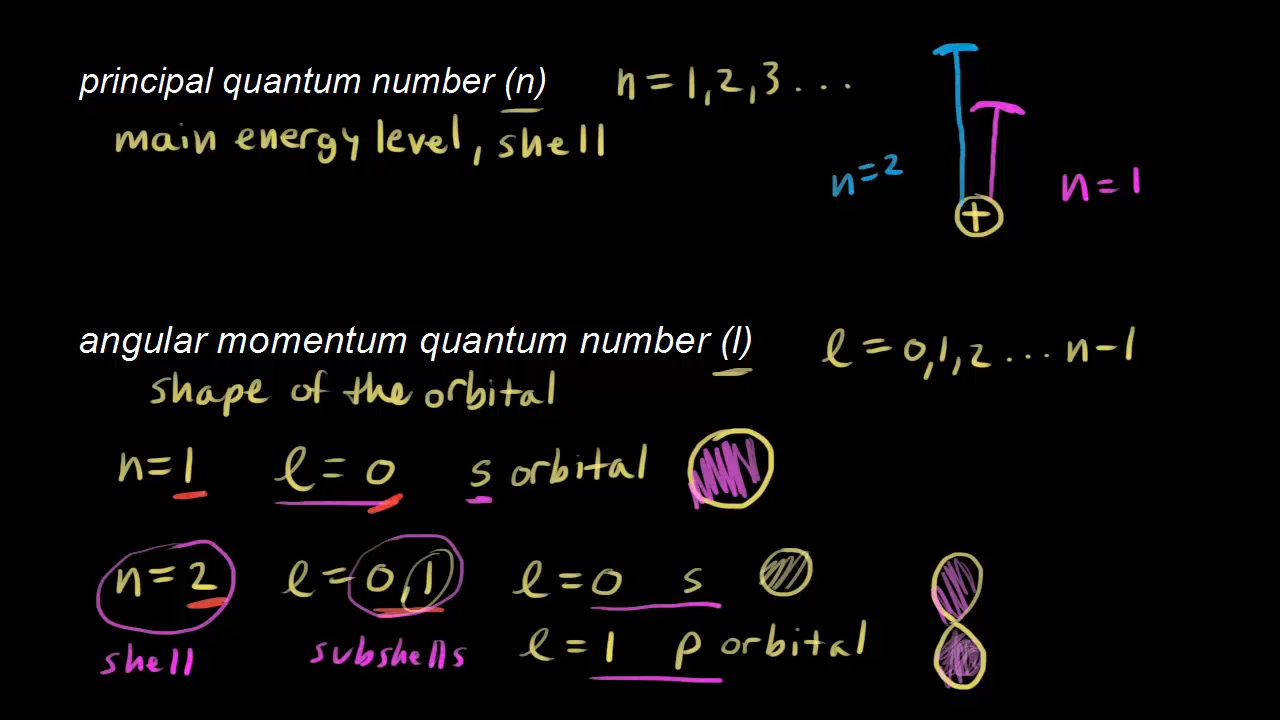 principal quantum number (n) n = 1, 2, 3 ...
main energy level, shell
n=2 n=1
+
angular momentum quantum number (l) l = 0, 1, 2 ... n-1
shape of the orbital
n=1 l = 0 s orbital
n=2 l = 0, 1 l = 0 s
shell subshells l = 1 p orbital